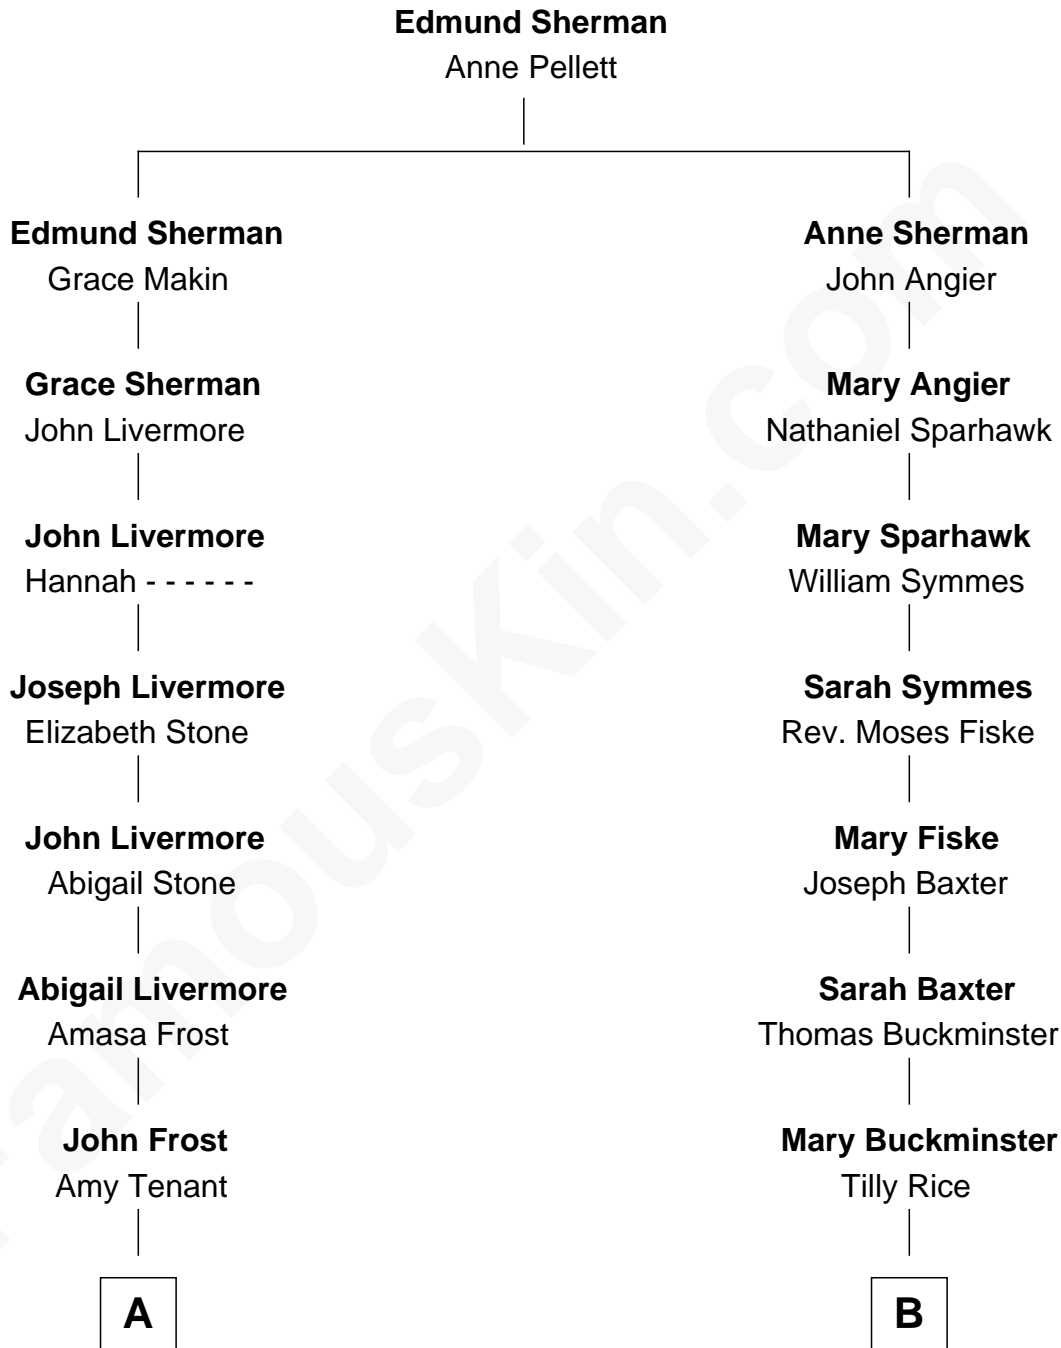 Edmund Sherman
Anne Pellett
Edmund Sherman
Grace Makin
Grace Sherman
John Livermore
John Livermore
Hannah - - - - - -
Joseph Livermore
Elizabeth Stone
John Livermore
Abigail Stone
Abigail Livermore
Amasa Frost
John Frost
Amy Tenant
A
Anne Sherman
John Angier
Mary Angier
Nathaniel Sparhawk
Mary Sparhawk
William Symmes
Sarah Symmes
Rev. Moses Fiske
Mary Fiske
Joseph Baxter
Sarah Baxter
Thomas Buckminster
Mary Buckminster
Tilly Rice
B
FamousKin.com